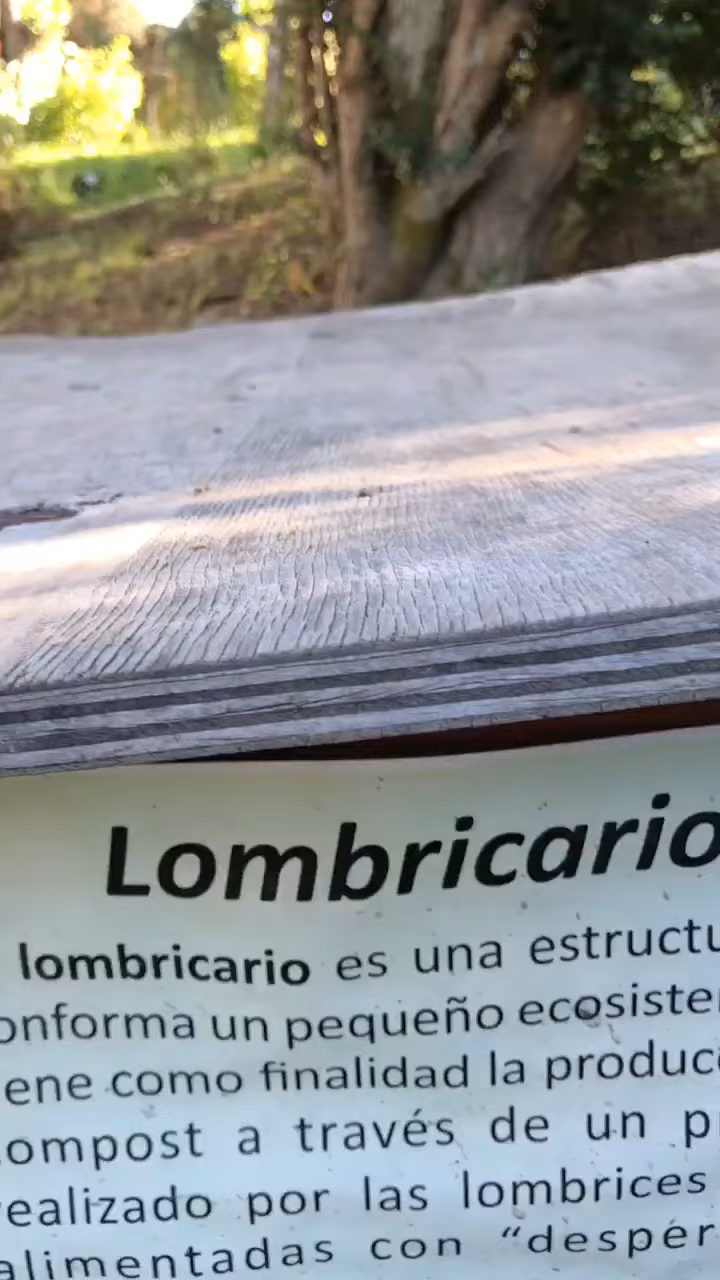 Lombricario
lombricario es una estructu
onforma un pequeño ecosiste
ene como finalidad la produc
ompost a través de un p
ealizado por las lombrices
alimentadas con "desper